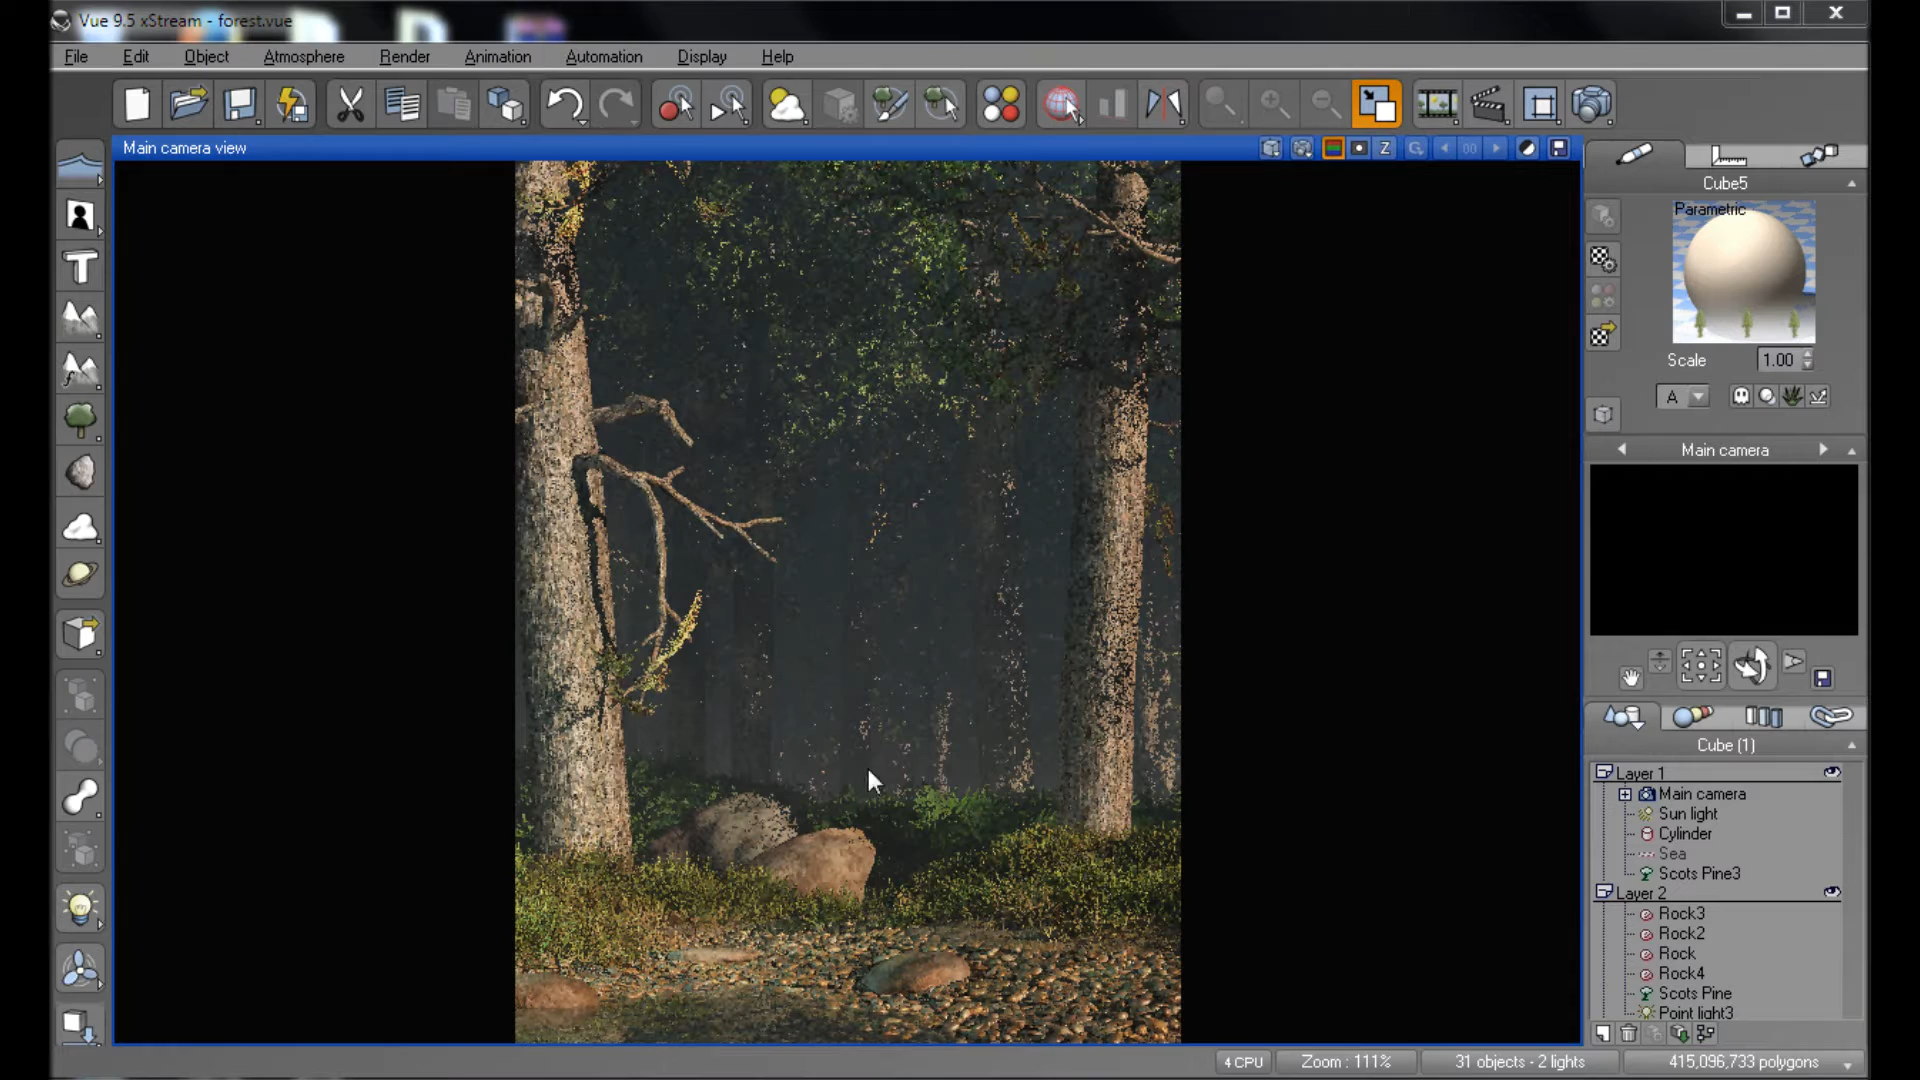 Vue 9.5 xStream - forest.vue
File Edit Object Atmosphere Render Animation Automation Display Help
Main camera view
Z
G
00
Cube5
Parametric
Scale 1.00
A
Main camera
Cube (1)
Layer 1
Main camera
Sun light
Cylinder
Sea
Scots Pine3
Layer 2
Rock3
Rock2
Rock
Rock4
Scots Pine
Point light3
4 CPU Zoom : 111% 31 objects - 2 lights 415,096,733 polygons